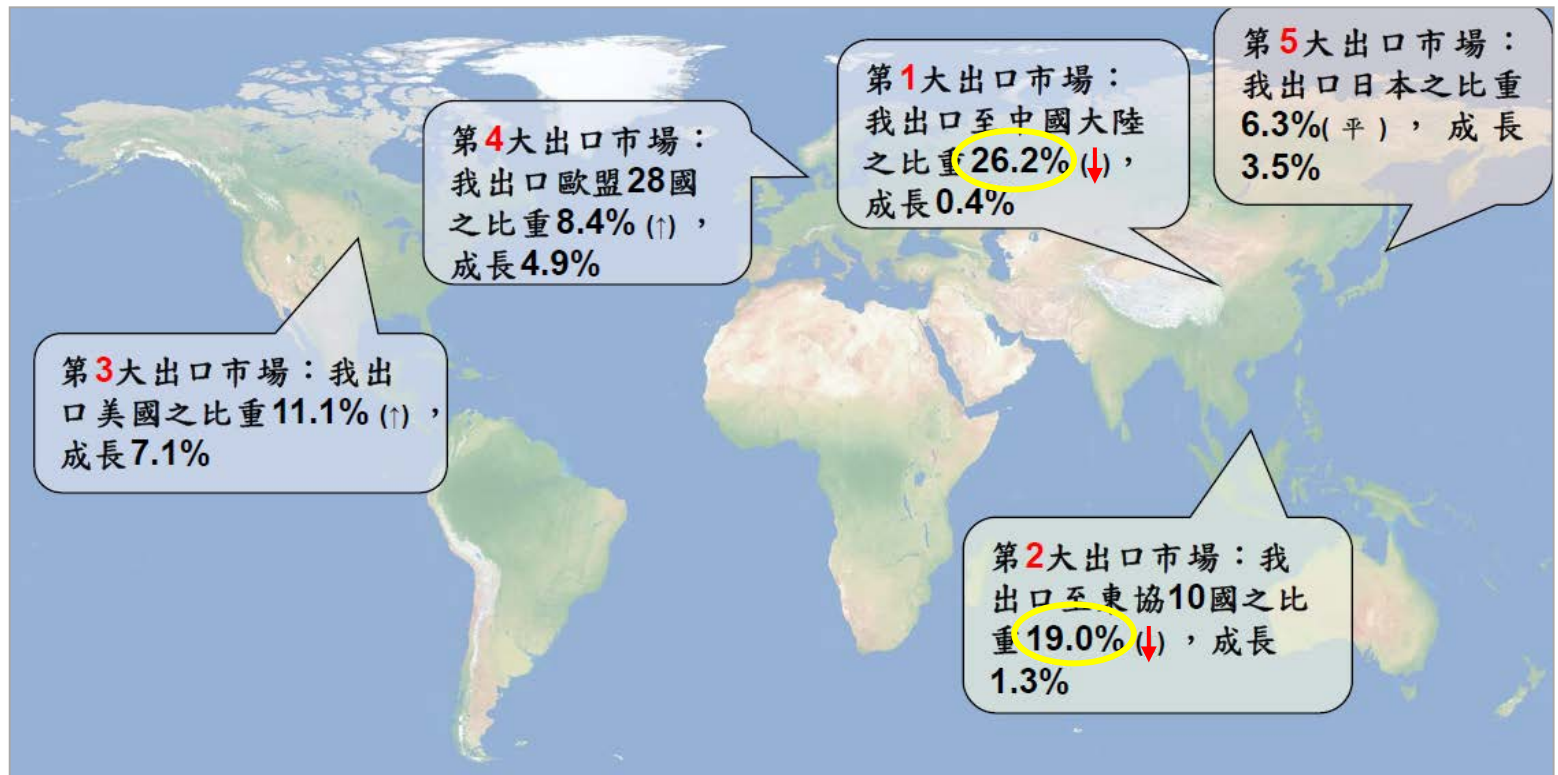 第1大出口市場：
我出口至中國大陸
之比重26.2% (↓)，
成長0.4%
第2大出口市場：我
出口至東協10國之比
重19.0% (↓)，成長
1.3%
第3大出口市場：我出
口美國之比重11.1% (↑)，
成長7.1%
第4大出口市場：
我出口歐盟28國
之比重8.4% (↑)，
成長4.9%
第5大出口市場：
我出口日本之比重
6.3%(平)，成長
3.5%